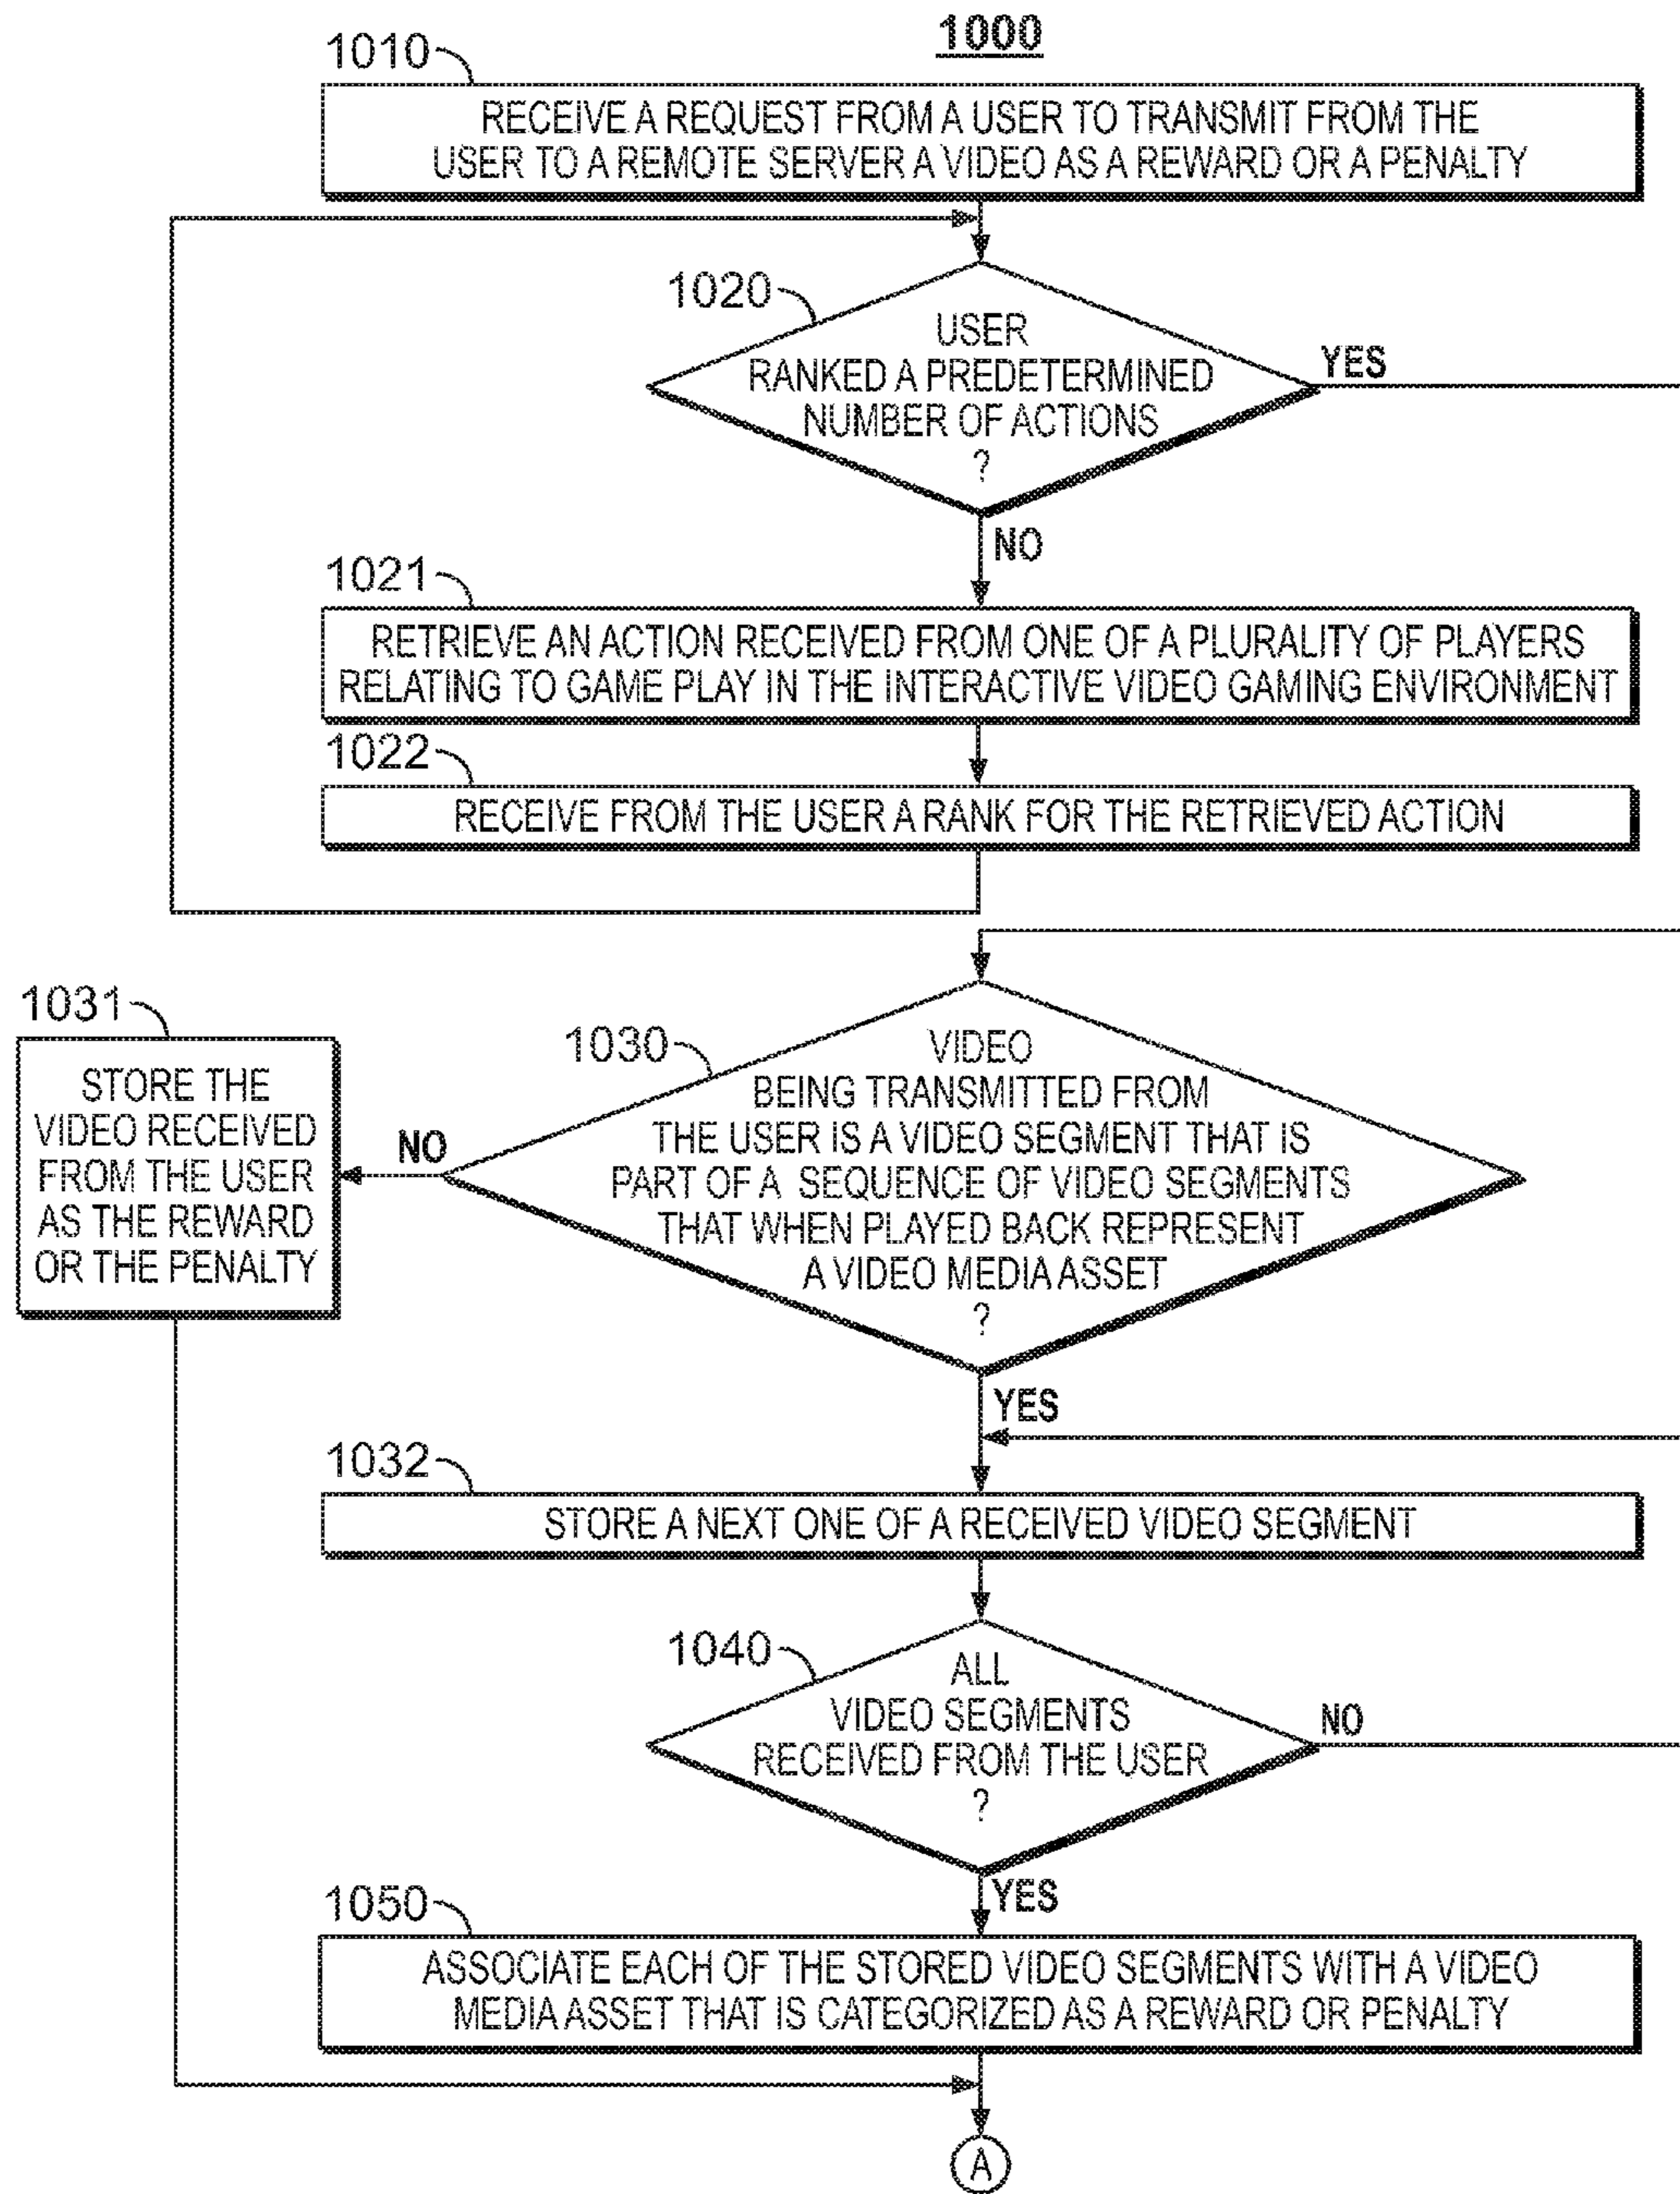 1000
1010
RECEIVE A REQUEST FROM A USER TO TRANSMIT FROM THE
USER TO A REMOTE SERVER A VIDEO AS A REWARD OR A PENALTY
1020
USER
RANKED A PREDETERMINED
NUMBER OF ACTIONS
?
YES
NO
1021
RETRIEVE AN ACTION RECEIVED FROM ONE OF A PLURALITY OF PLAYERS
RELATING TO GAME PLAY IN THE INTERACTIVE VIDEO GAMING ENVIRONMENT
1022
RECEIVE FROM THE USER A RANK FOR THE RETRIEVED ACTION
1030
VIDEO
BEING TRANSMITTED FROM
THE USER IS A VIDEO SEGMENT THAT IS
PART OF A SEQUENCE OF VIDEO SEGMENTS
THAT WHEN PLAYED BACK REPRESENT
A VIDEO MEDIA ASSET
?
NO
1031
STORE THE
VIDEO RECEIVED
FROM THE USER
AS THE REWARD
OR THE PENALTY
YES
1032
STORE A NEXT ONE OF A RECEIVED VIDEO SEGMENT
1040
ALL
VIDEO SEGMENTS
RECEIVED FROM THE USER
?
NO
YES
1050
ASSOCIATE EACH OF THE STORED VIDEO SEGMENTS WITH A VIDEO
MEDIA ASSET THAT IS CATEGORIZED AS A REWARD OR PENALTY
A